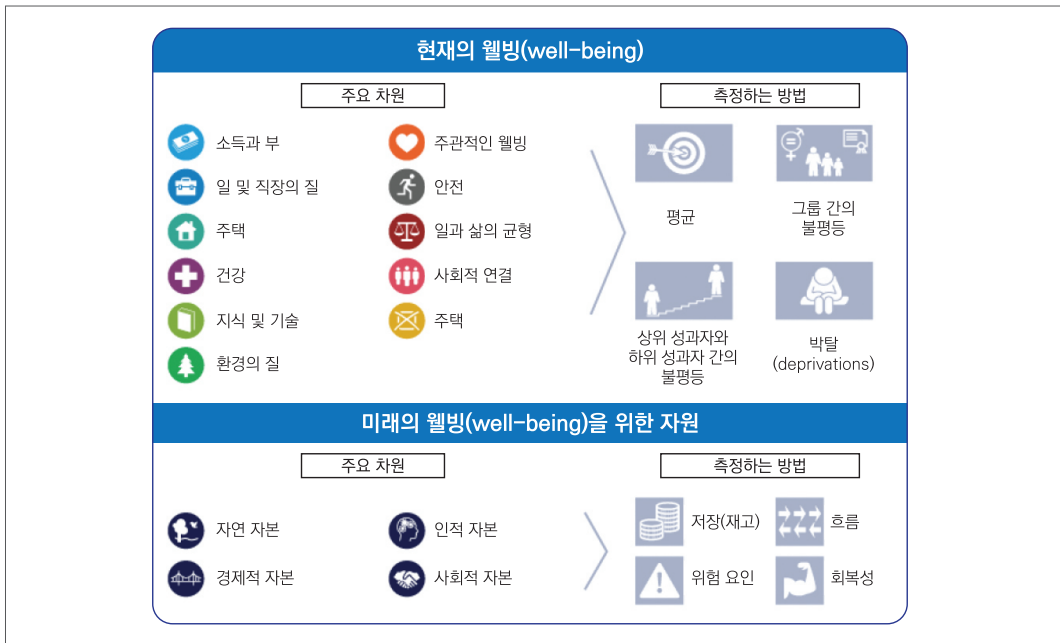 현재의 웰빙(well-being)
주요 차원
측정하는 방법
소득과 부
주관적인 웰빙
일 및 직장의 질
안전
주택
일과 삶의 균형
건강
사회적 연결
지식 및 기술
주택
환경의 질
평균
그룹 간의
불평등
상위 성과자와
하위 성과자 간의
불평등
박탈
(deprivations)
미래의 웰빙(well-being)을 위한 자원
주요 차원
측정하는 방법
자연 자본
인적 자본
경제적 자본
사회적 자본
저장(재고)
흐름
위험 요인
회복성